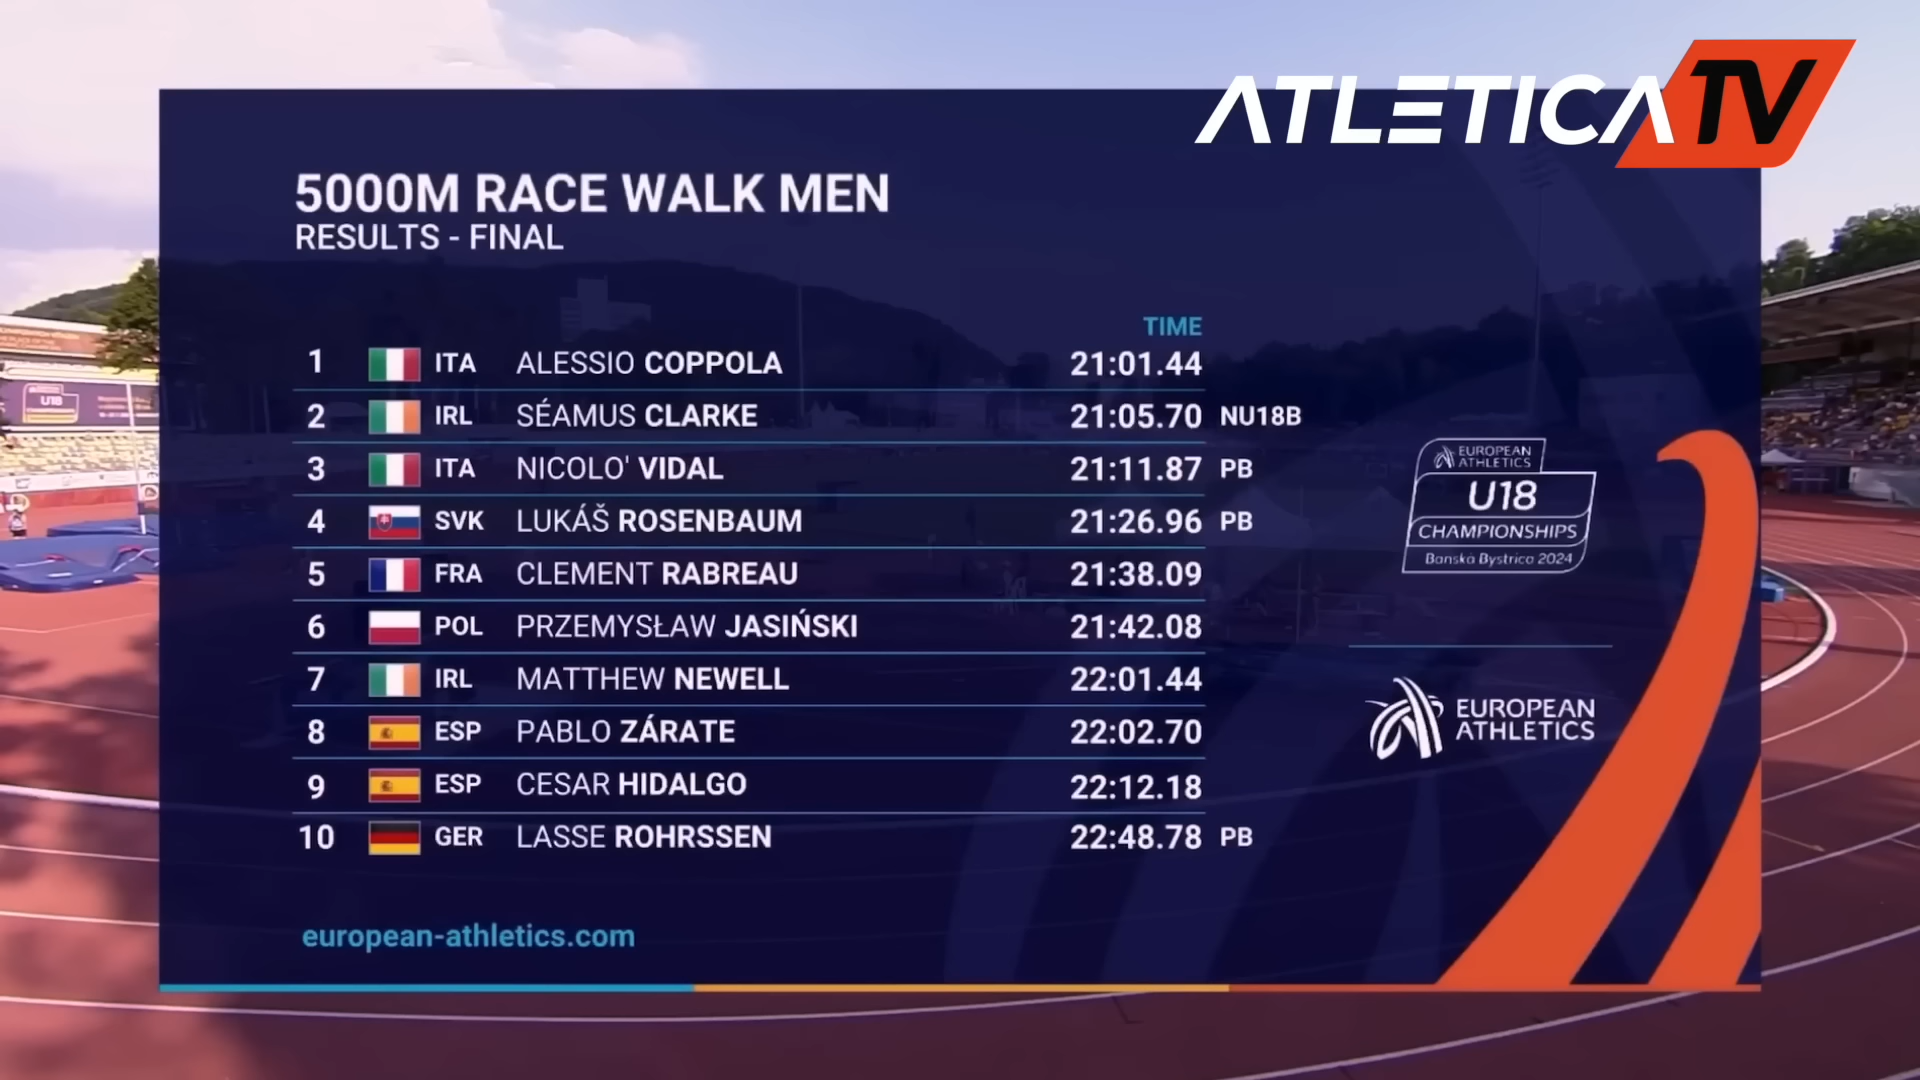 ATLETICA TV
5000M RACE WALK MEN
RESULTS - FINAL
TIME
1 ITA ALESSIO COPPOLA 21:01.44
2 IRL SÉAMUS CLARKE 21:05.70 NU18B
3 ITA NICOLO' VIDAL 21:11.87 PB
4 SVK LUKÁŠ ROSENBAUM 21:26.96 PB
5 FRA CLEMENT RABREAU 21:38.09
6 POL PRZEMYSŁAW JASIŃSKI 21:42.08
7 IRL MATTHEW NEWELL 22:01.44
8 ESP PABLO ZÁRATE 22:02.70
9 ESP CESAR HIDALGO 22:12.18
10 GER LASSE ROHRSSEN 22:48.78 PB
european-athletics.com
EUROPEAN
ATHLETICS
U18
CHAMPIONSHIPS
Banská Bystrica 2024
EUROPEAN
ATHLETICS
U18